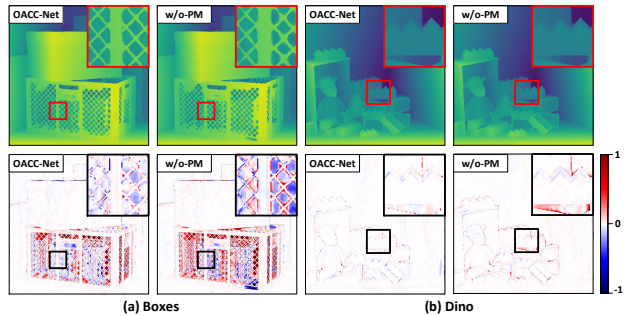 OACC-Net w/o-PM OACC-Net w/o-PM
OACC-Net w/o-PM OACC-Net w/o-PM
1
0
-1
(a) Boxes (b) Dino